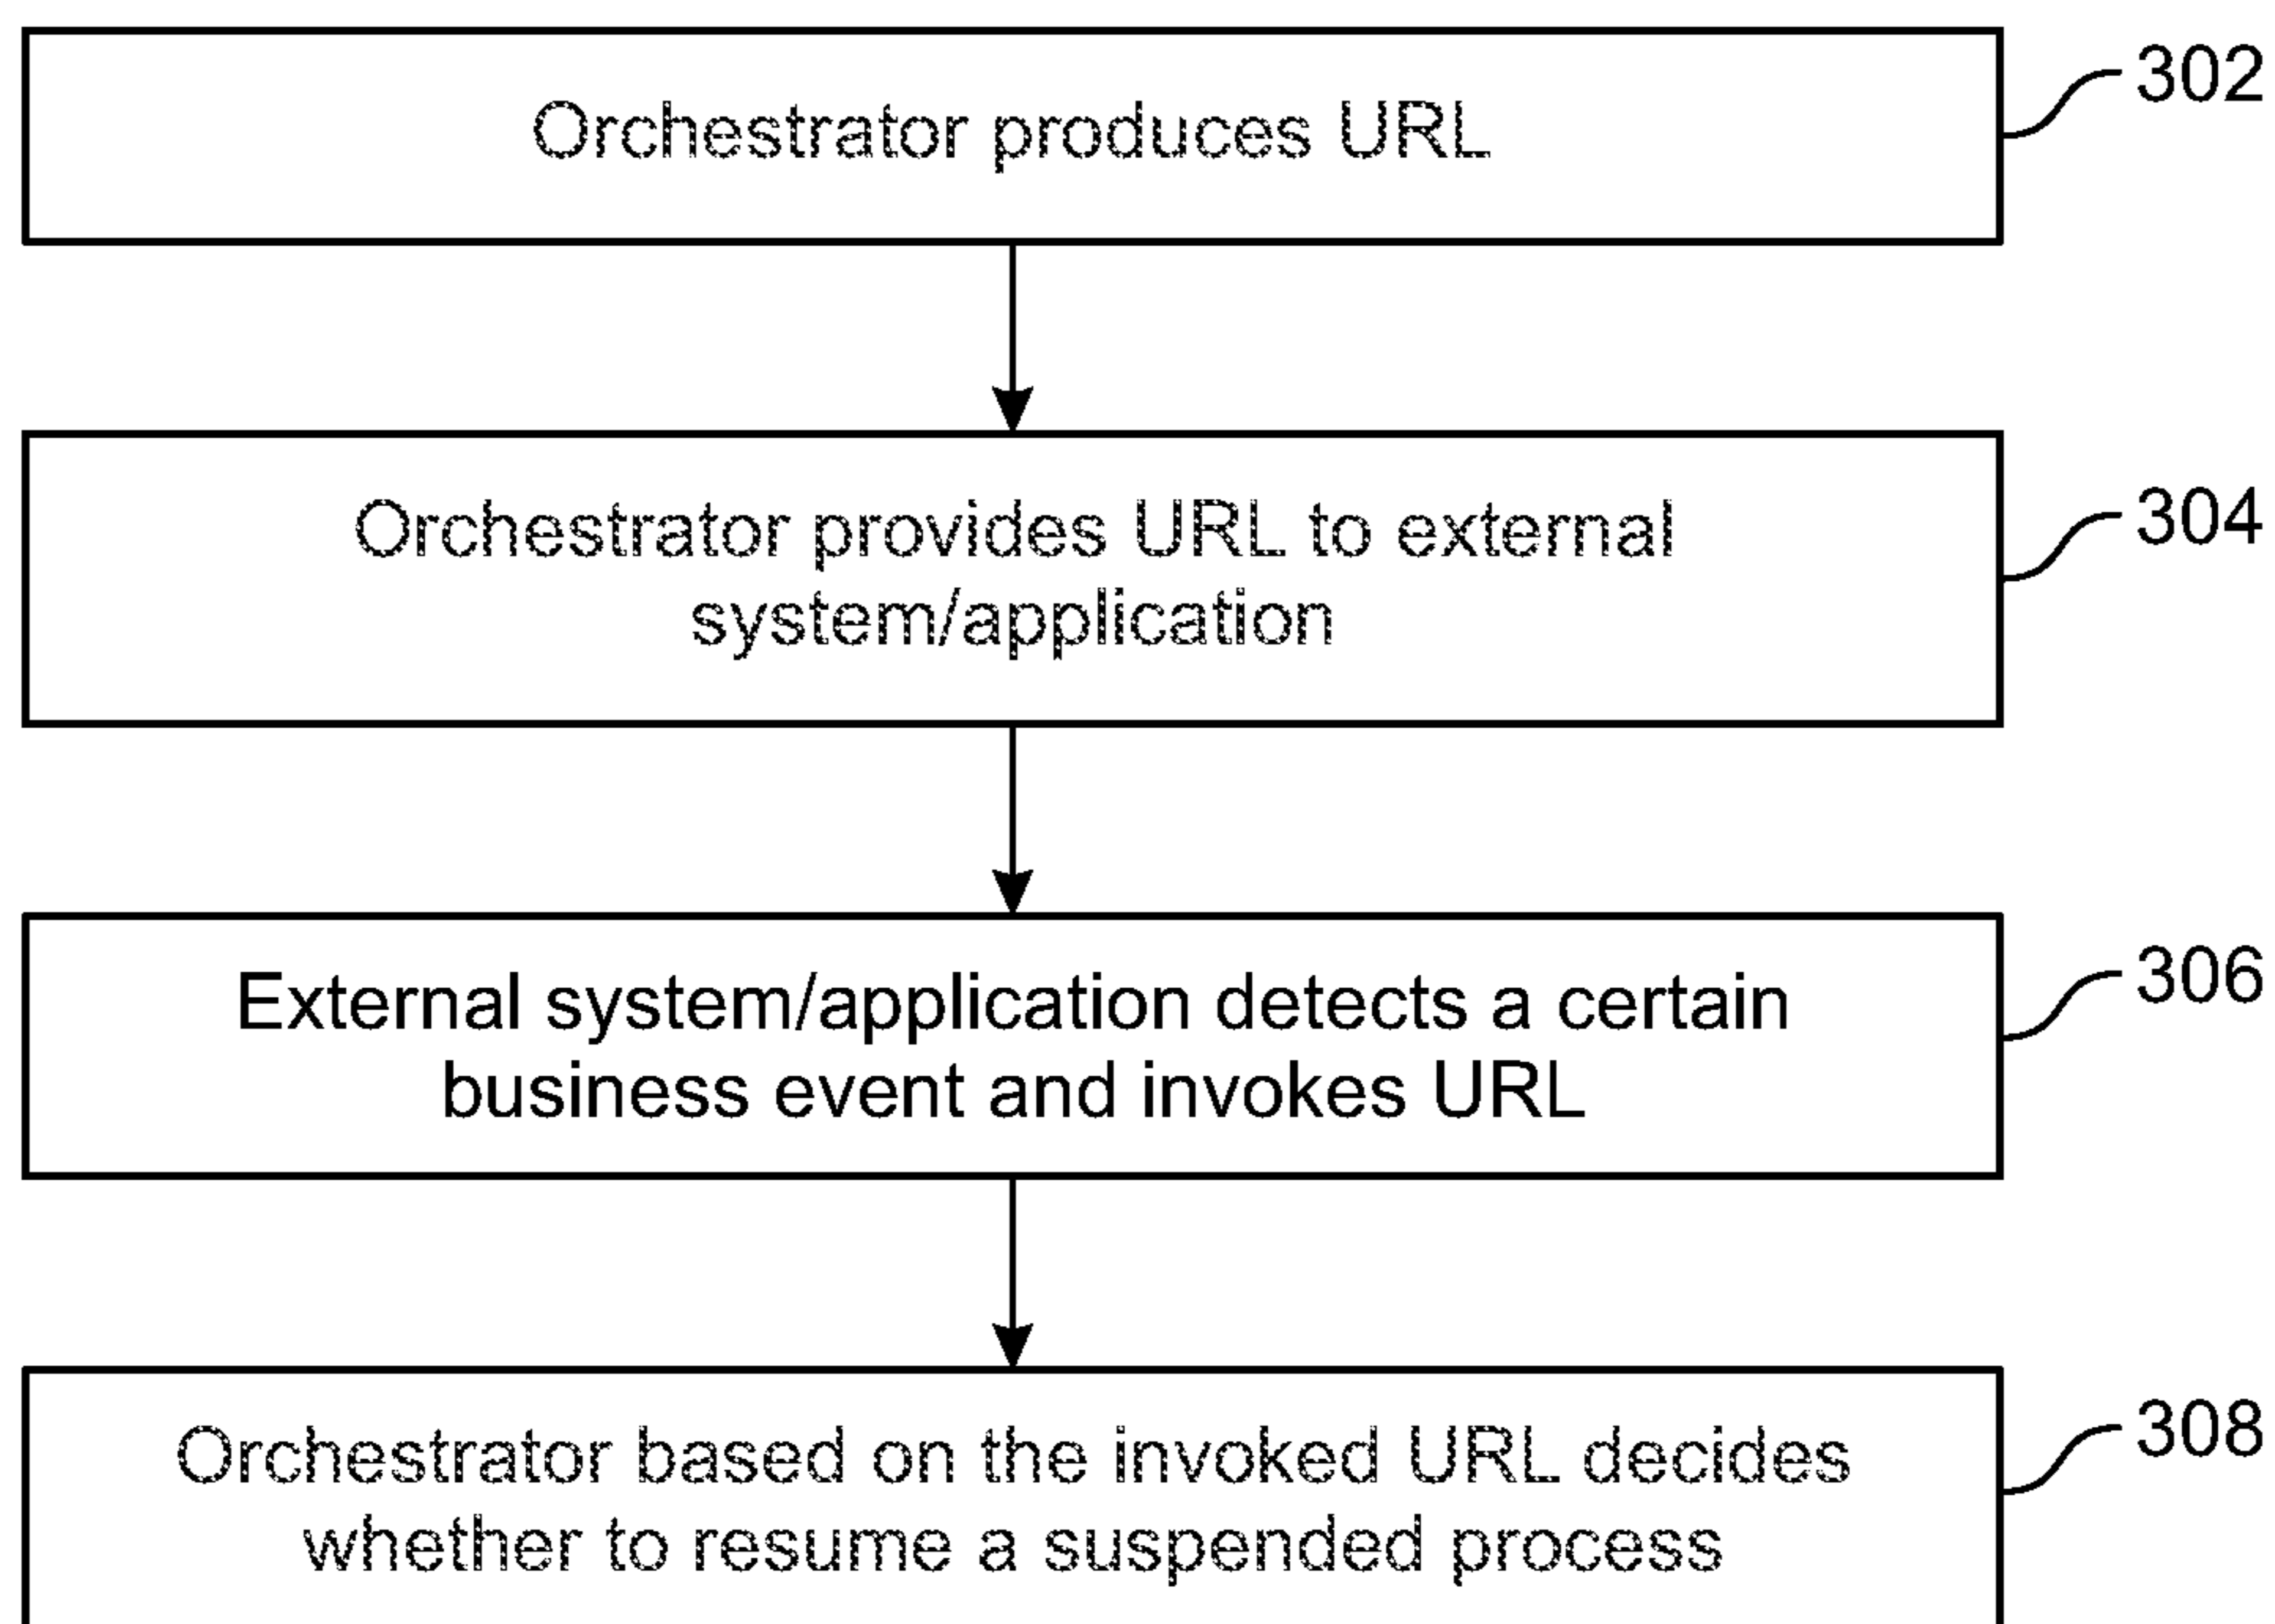 Orchestrator produces URL
302
Orchestrator provides URL to external
system/application
304
External system/application detects a certain
business event and invokes URL
306
Orchestrator based on the invoked URL decides
whether to resume a suspended process
308